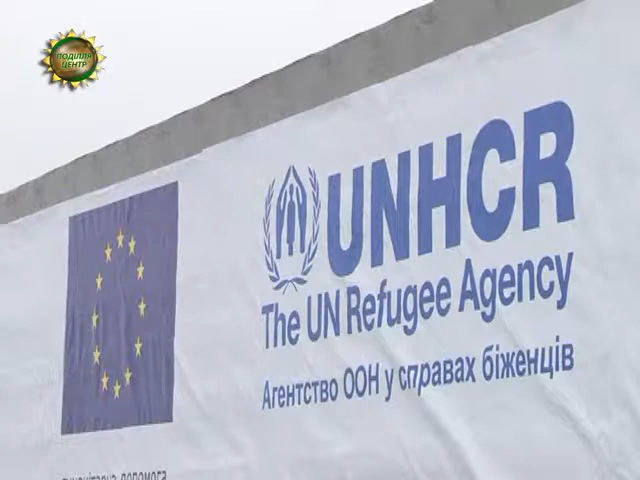 ПОДІЛЛЯ
ЦЕНТР
UNHCR
The UN Refugee Agency
Агентство ООН у справах біженців